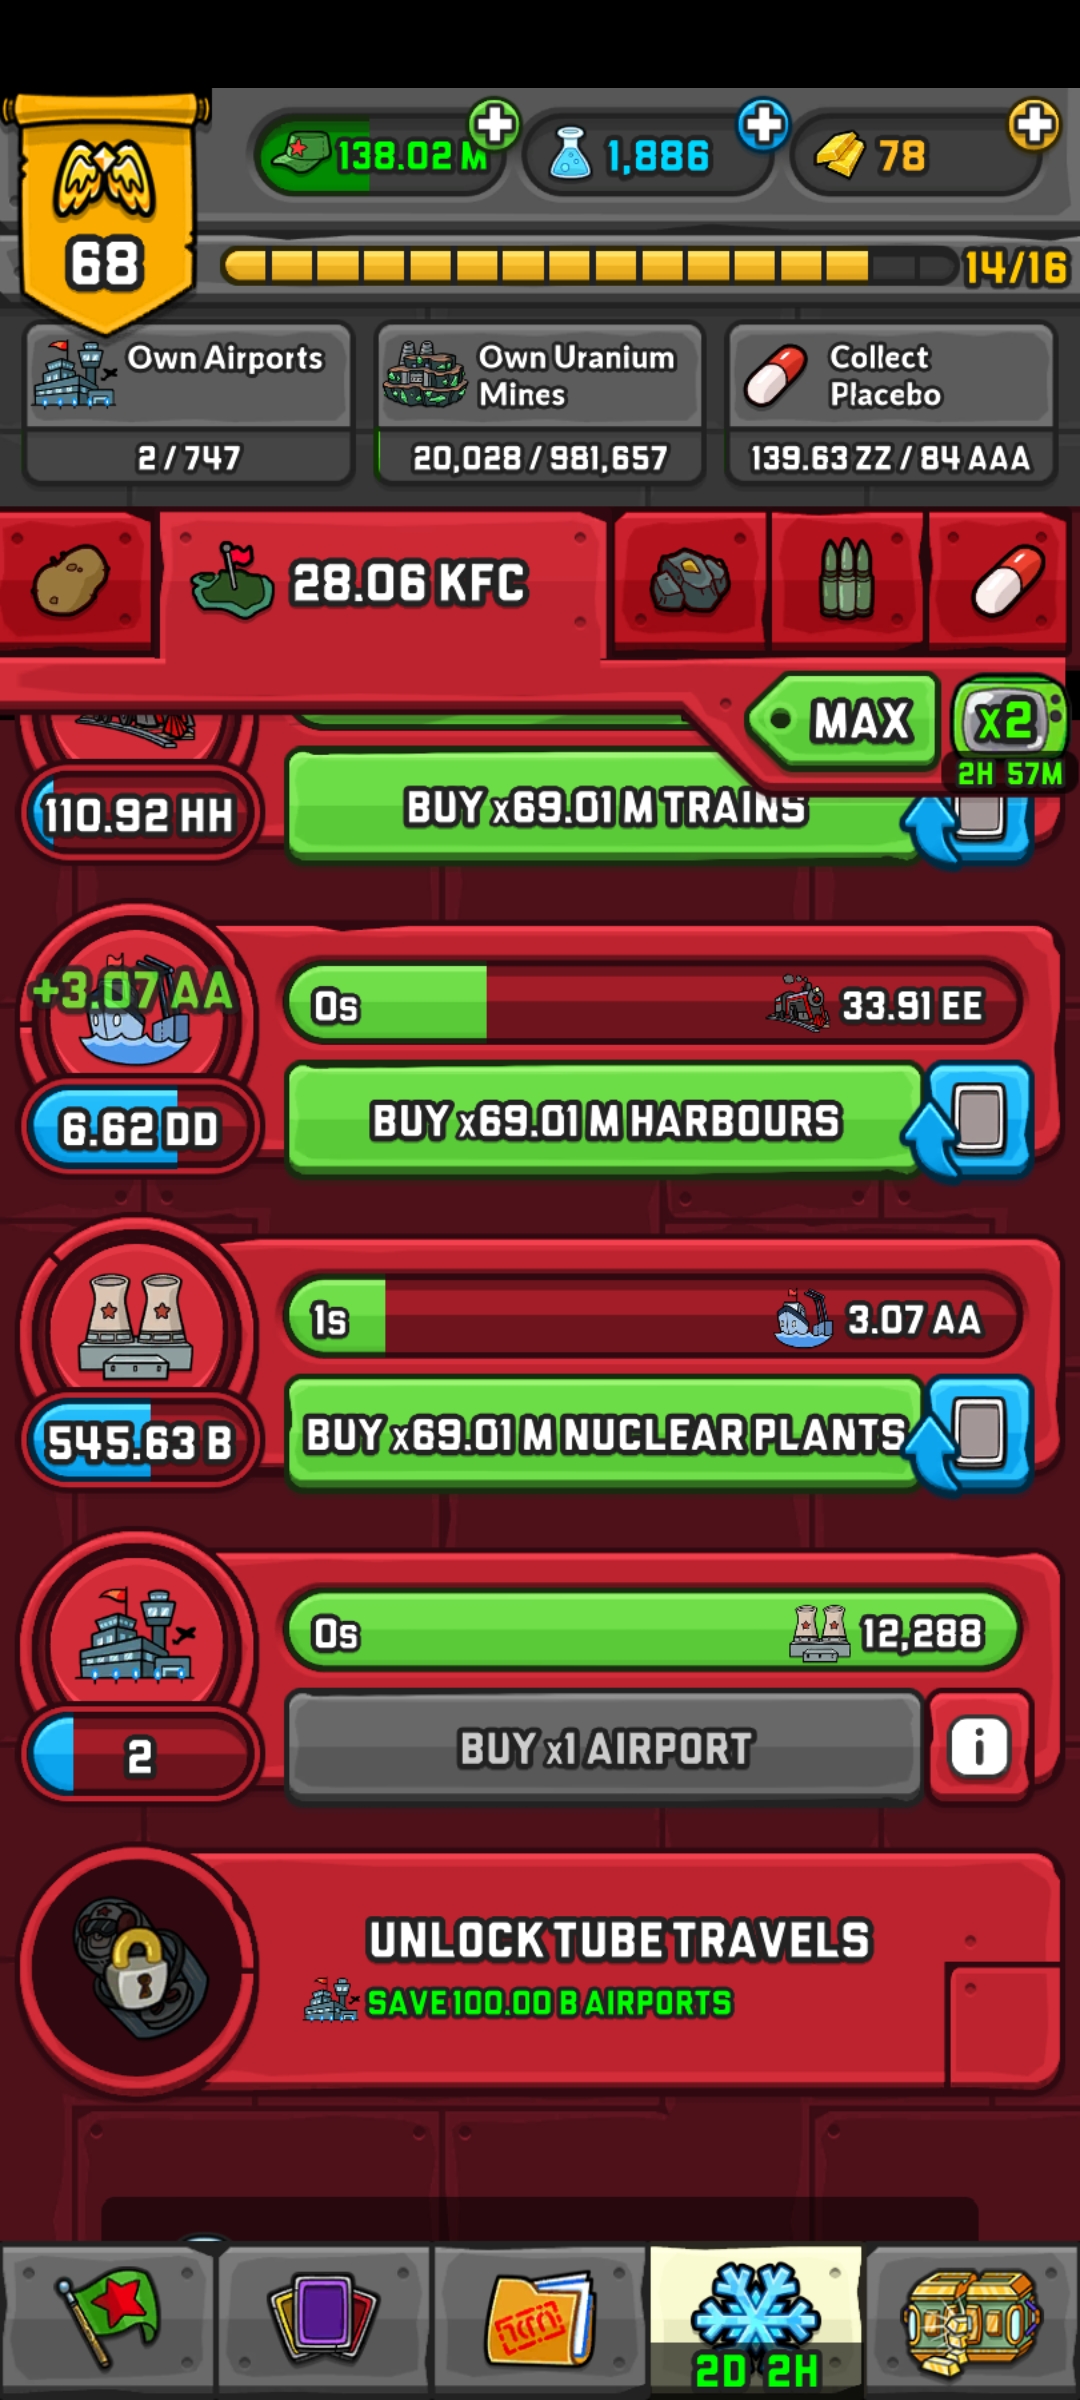 138.02 M
1,886
78
68
14/16
Own Airports
2 / 747
Own Uranium
Mines
20,028 / 981,657
Collect
Placebo
139.63 ZZ / 84 AAA
28.06 KFC
MAX
x2
2H 57M
110.92 HH
BUY x69.01 M TRAINS
+3.07 AA
0s
33.91 EE
6.62 DD
BUY x69.01 M HARBOURS
1s
3.07 AA
545.63 B
BUY x69.01 M NUCLEAR PLANTS
0s
12,288
2
BUY x1 AIRPORT
i
UNLOCK TUBE TRAVELS
SAVE 100.00 B AIRPORTS
2D 2H